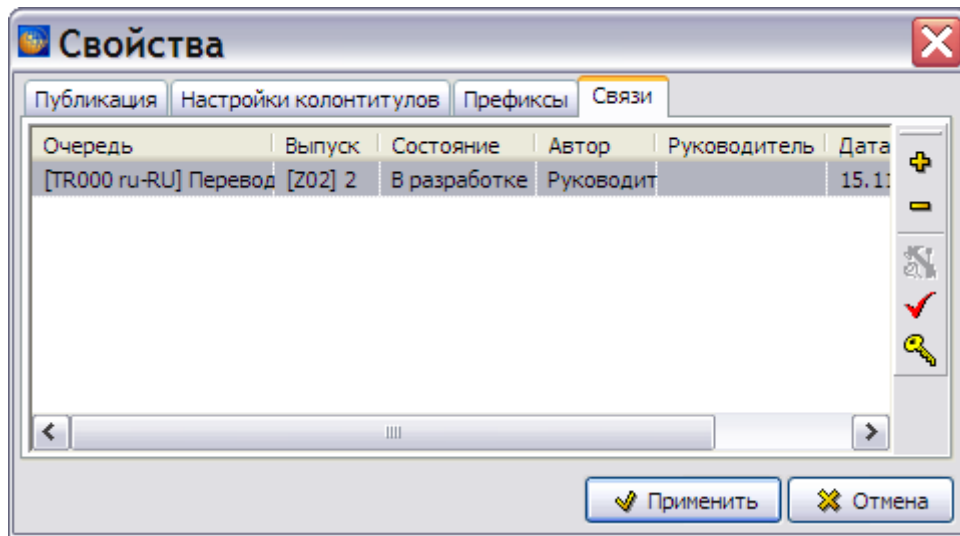 Свойства
Публикация Настройки колонтитулов Префиксы Связи
Очередь Выпуск Состояние Автор Руководитель Дата
[TR000 ru-RU] Перевод [Z02] 2 В разработке Руководит 15.11
Применить Отмена